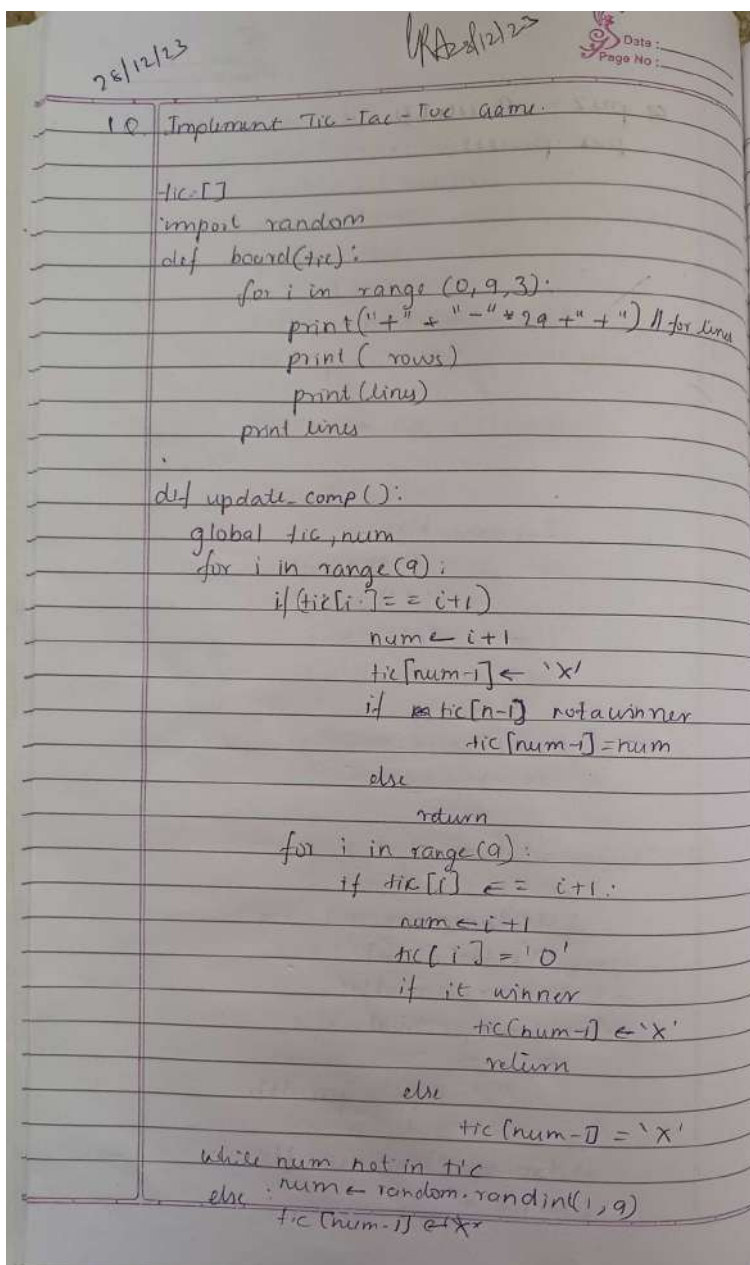 28/12/23
28/12/23
Date :
Page No :
10. Implement Tic-Tac-Toe Game.
tic=[]
import random
def board(tic):
for i in range (0,9,3):
print("+" + "-" * 29 +" + ") // for lines
print ( rows)
print (lines)
print lines
def update_comp():
global tic, num
for i in range(9):
if (tic[i] == i+1)
num ← i+1
tic[num-1] ← 'X'
if tic[n-1] not a winner
tic[num-1]=num
else
return
for i in range(9):
if tic[i] == i+1:
num ← i+1
tic[i] = 'O'
if it winner
tic[num-1] ← 'X'
return
else
tic[num-1] = 'X'
while num not in tic
num ← random.randint(1,9)
else :
tic[num-1] ← 'X'